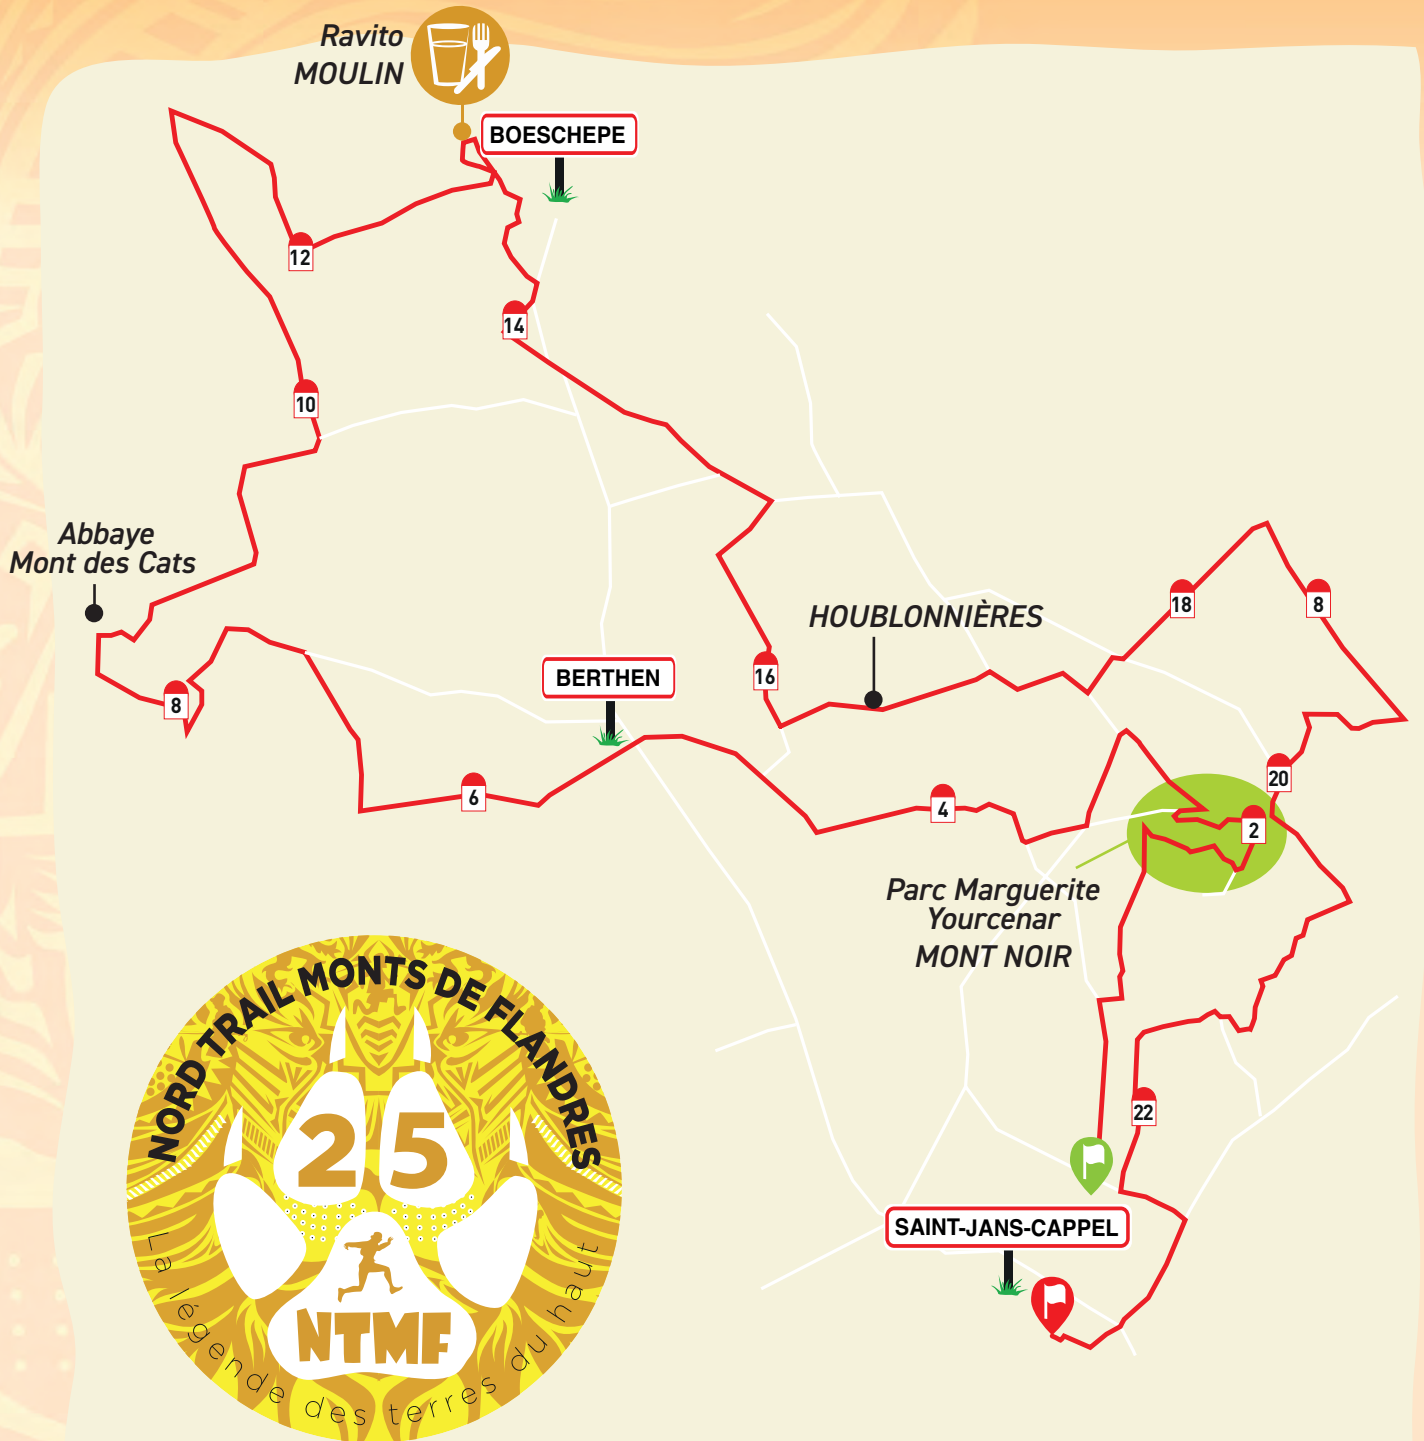 Ravito
MOULIN
BOESCHEPE
12
14
10
Abbaye
Mont des Cats
HOUBLONNIÈRES
18
8
16
BERTHEN
8
20
6
4
2
Parc Marguerite
Yourcenar
MONT NOIR
NORD TRAIL MONTS DE FLANDRES
25
NTMF
La légende des terres du haut
22
SAINT-JANS-CAPPEL